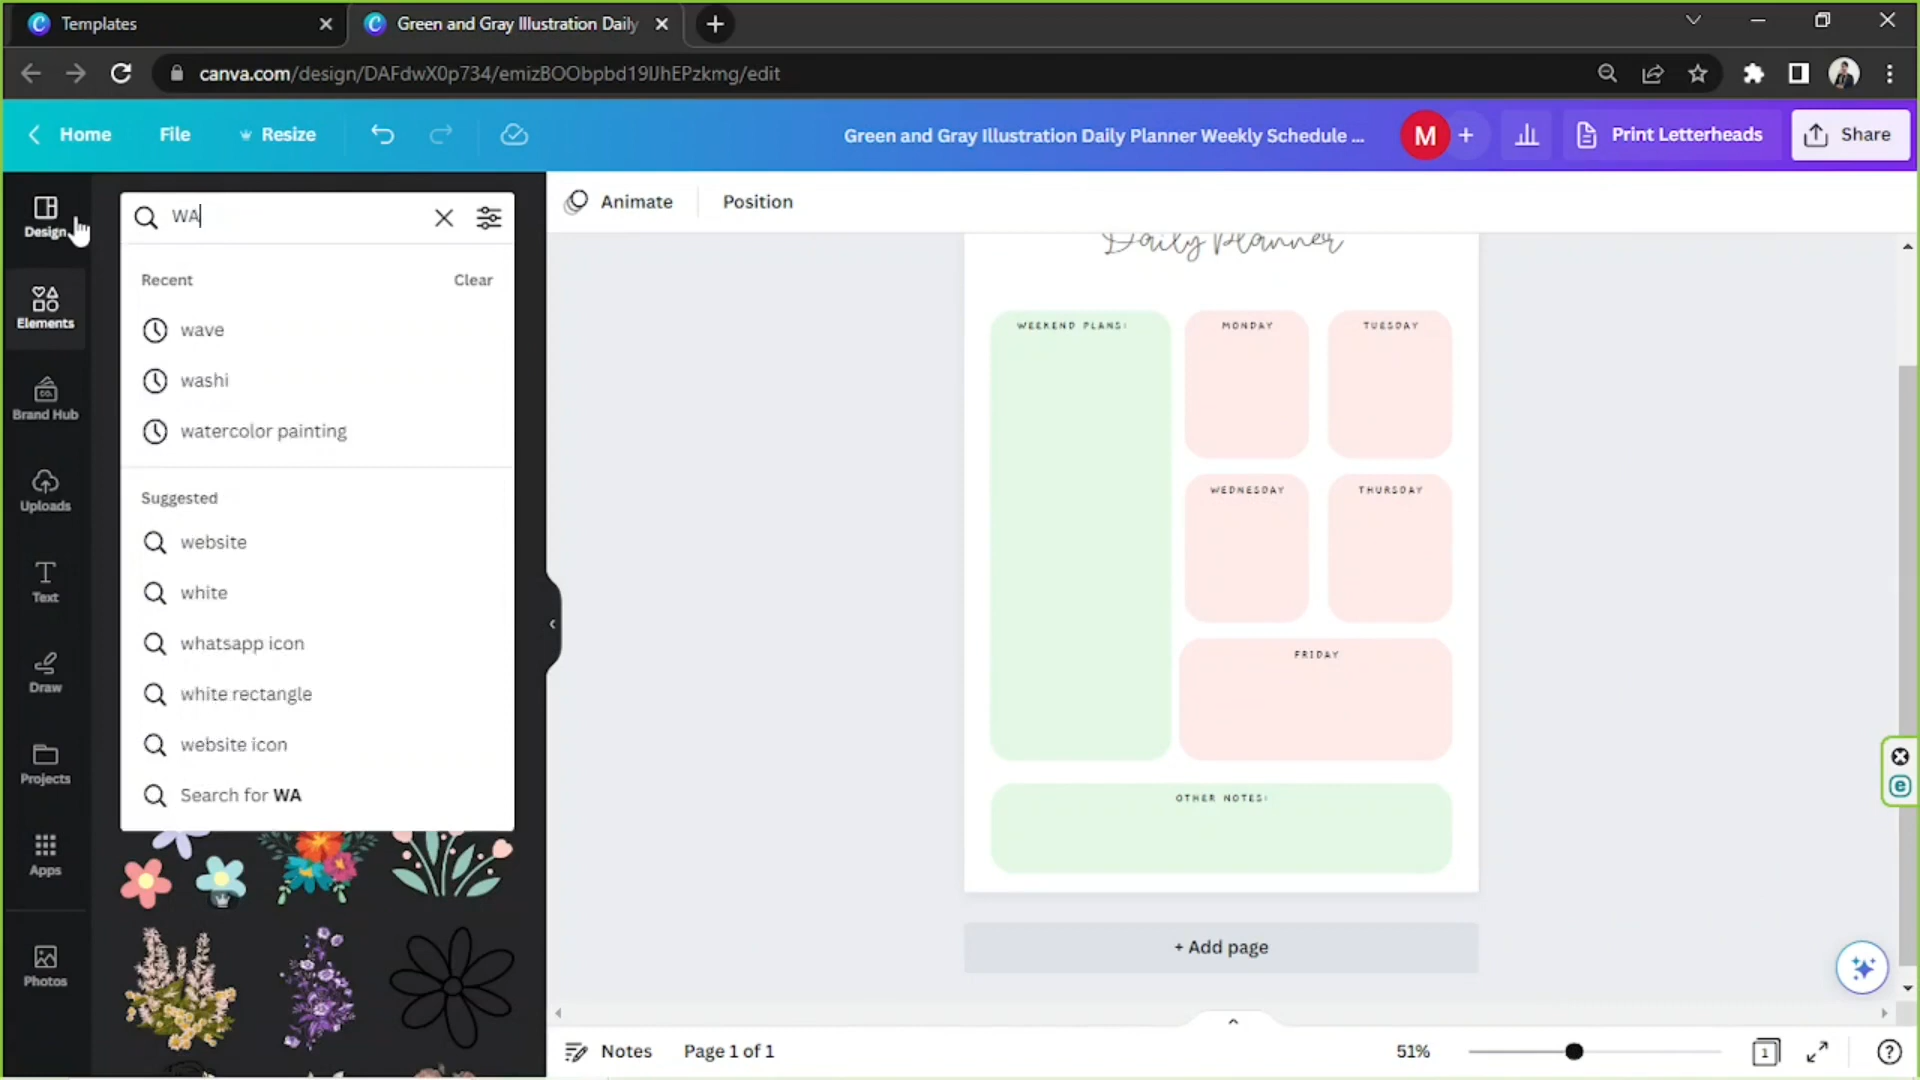 Templates
Green and Gray Illustration Daily
canva.com/design/DAFdwX0p734/emizBOObpbd19IJhEPzkmg/edit
Home
File
Resize
Green and Gray Illustration Daily Planner Weekly Schedule ...
M
Print Letterheads
Share
Design
Elements
Brand Hub
Uploads
Text
Draw
Projects
Apps
Photos
WA
Recent
Clear
wave
washi
watercolor painting
Suggested
website
white
whatsapp icon
white rectangle
website icon
Search for WA
Animate
Position
Daily Planner
WEEKEND PLANS:
MONDAY
TUESDAY
WEDNESDAY
THURSDAY
FRIDAY
OTHER NOTES:
+ Add page
Notes
Page 1 of 1
51%
1